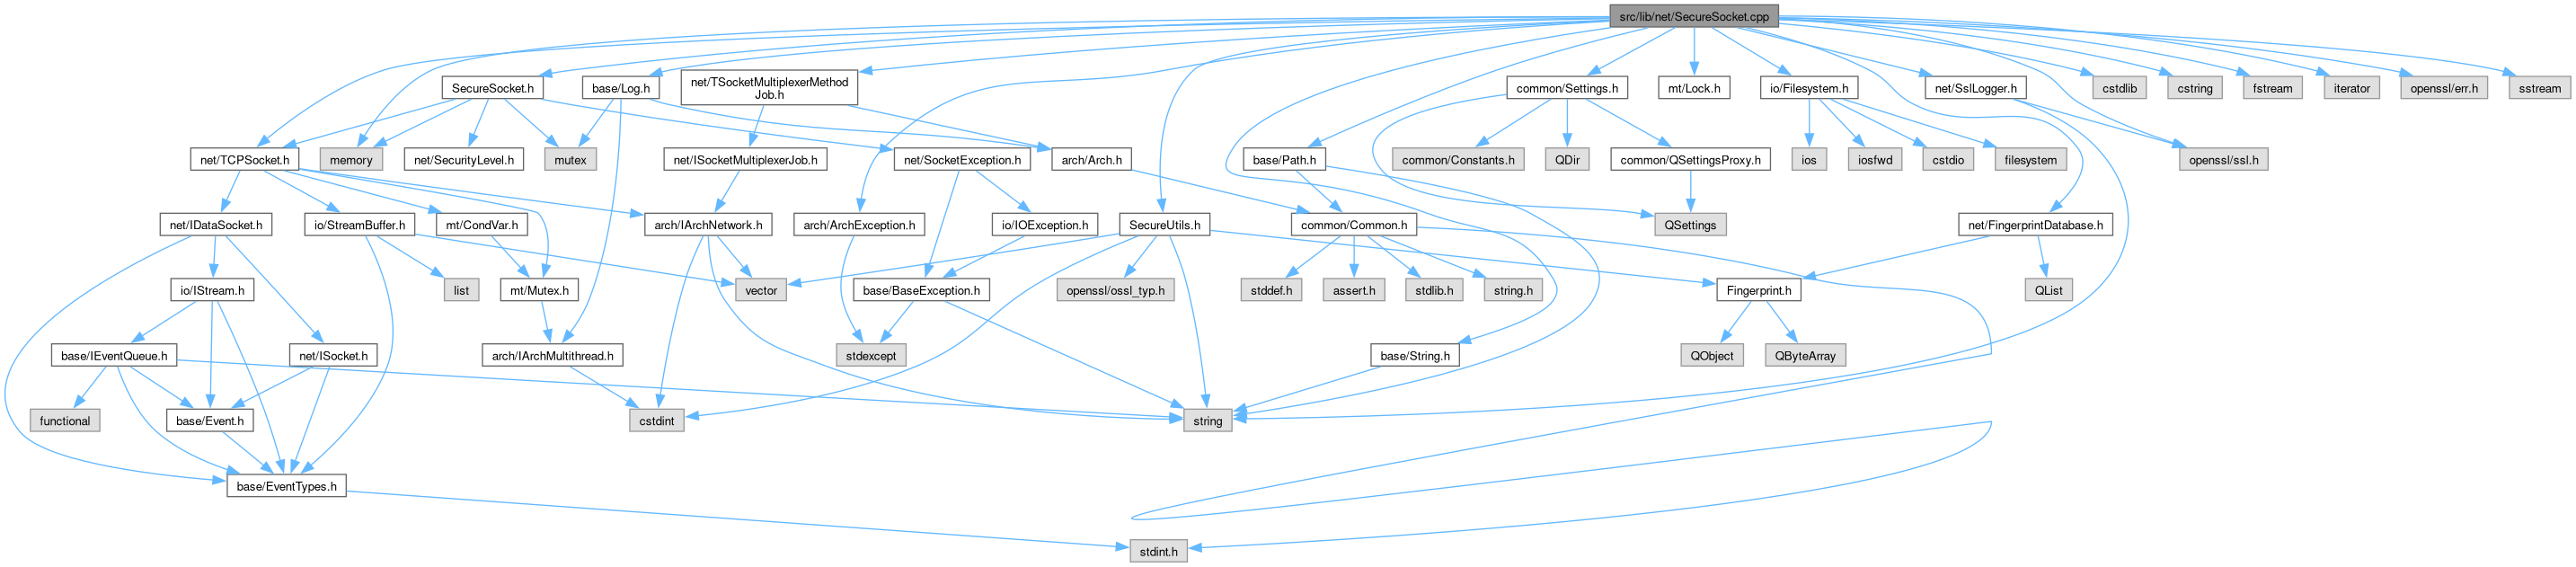 src/lib/net/SecureSocket.cpp
SecureSocket.h
base/Log.h
net/TSocketMultiplexerMethod
Job.h
common/Settings.h
mt/Lock.h
io/Filesystem.h
net/SslLogger.h
cstdlib
cstring
fstream
iterator
openssl/err.h
sstream
net/TCPSocket.h
memory
net/SecurityLevel.h
mutex
net/ISocketMultiplexerJob.h
net/SocketException.h
arch/Arch.h
base/Path.h
common/Constants.h
QDir
common/QSettingsProxy.h
ios
iosfwd
cstdio
filesystem
openssl/ssl.h
net/IDataSocket.h
io/StreamBuffer.h
mt/CondVar.h
arch/IArchNetwork.h
arch/ArchException.h
io/IOException.h
SecureUtils.h
common/Common.h
QSettings
net/FingerprintDatabase.h
io/IStream.h
list
mt/Mutex.h
vector
base/BaseException.h
openssl/ossl_typ.h
stddef.h
assert.h
stdlib.h
string.h
Fingerprint.h
QList
base/IEventQueue.h
net/ISocket.h
arch/IArchMultithread.h
stdexcept
base/String.h
QObject
QByteArray
functional
base/Event.h
cstdint
string
base/EventTypes.h
stdint.h